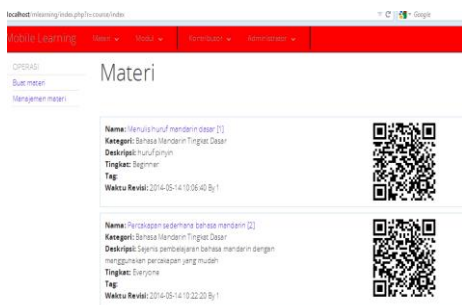 localhost/mlearning/index.php?r=course/index
Google
Mobile Learning Materi Modul Kontributor Administrator
OPERASI
Buat materi
Manajemen materi
Materi
Name: Menulis huruf mandarin dasar [1]
Kategori: Bahasa Mandarin Tingkat Dasar
Deskripsi: huruf pinyin
Tingkat: Beginner
Tag:
Waktu Revisi: 2014-05-14 10:06:40 By 1
Name: Percakapan sederhana bahasa mandarin [2]
Kategori: Bahasa Mandarin Tingkat Dasar
Deskripsi: Sejenis pembelajaran bahasa mandarin dengan
menggunakan percakapan yang mudah
Tingkat: Everyone
Tag:
Waktu Revisi: 2014-05-14 10:22:20 By 1